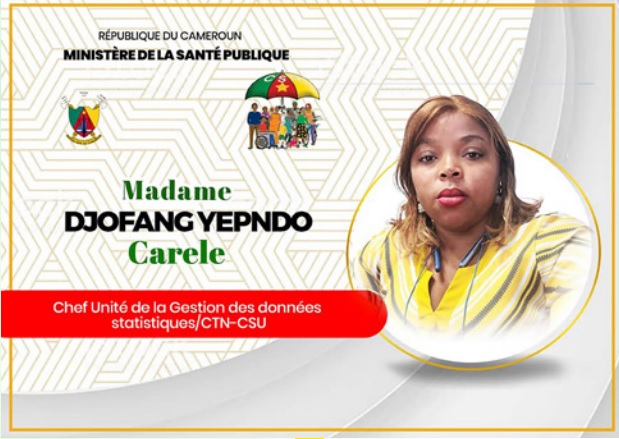 RÉPUBLIQUE DU CAMEROUN
MINISTÈRE DE LA SANTÉ PUBLIQUE
CSU
Madame
DJOFANG YEPNDO
Carele
Chef Unité de la Gestion des données
statistiques/CTN-CSU